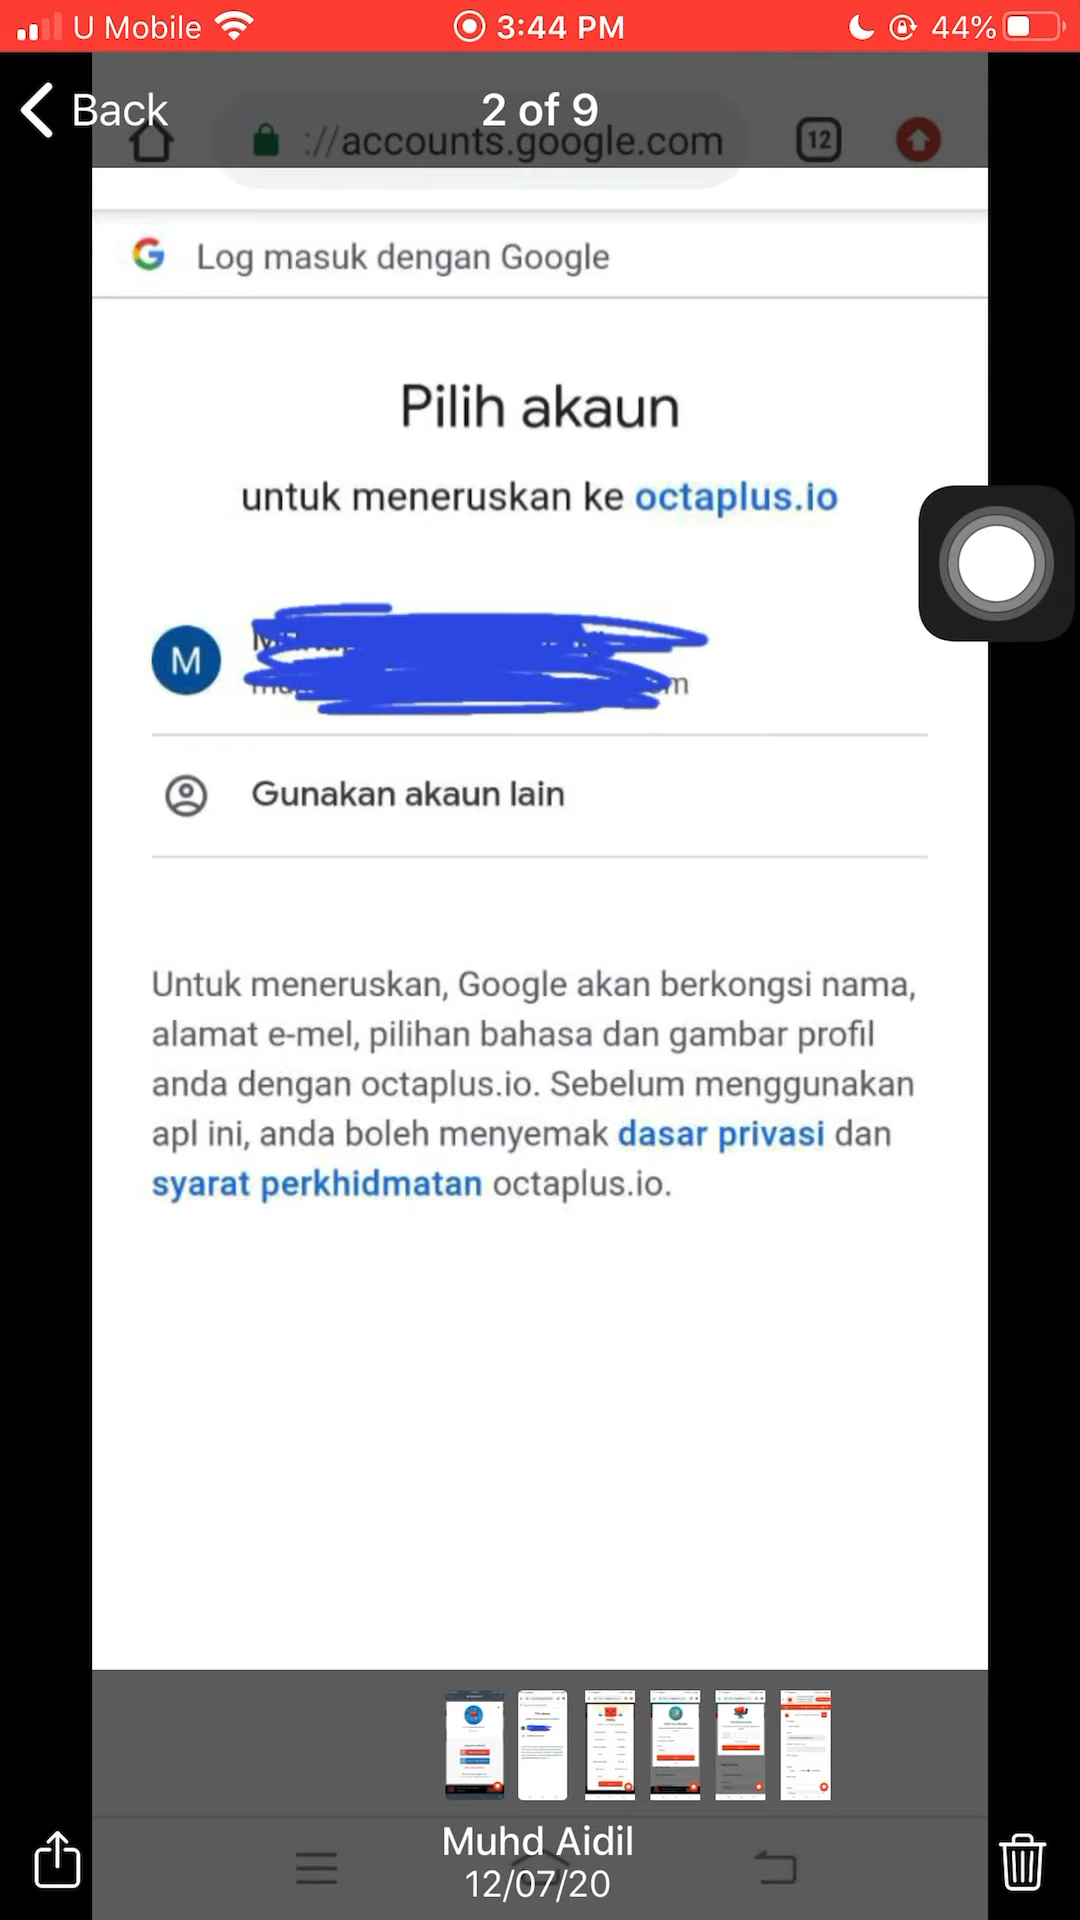 U Mobile 3:44 PM 44%
Back 2 of 9
://accounts.google.com 12
Log masuk dengan Google
Pilih akaun
untuk meneruskan ke octaplus.io
M
Gunakan akaun lain
Untuk meneruskan, Google akan berkongsi nama,
alamat e-mel, pilihan bahasa dan gambar profil
anda dengan octaplus.io. Sebelum menggunakan
apl ini, anda boleh menyemak dasar privasi dan
syarat perkhidmatan octaplus.io.
Muhd Aidil
12/07/20